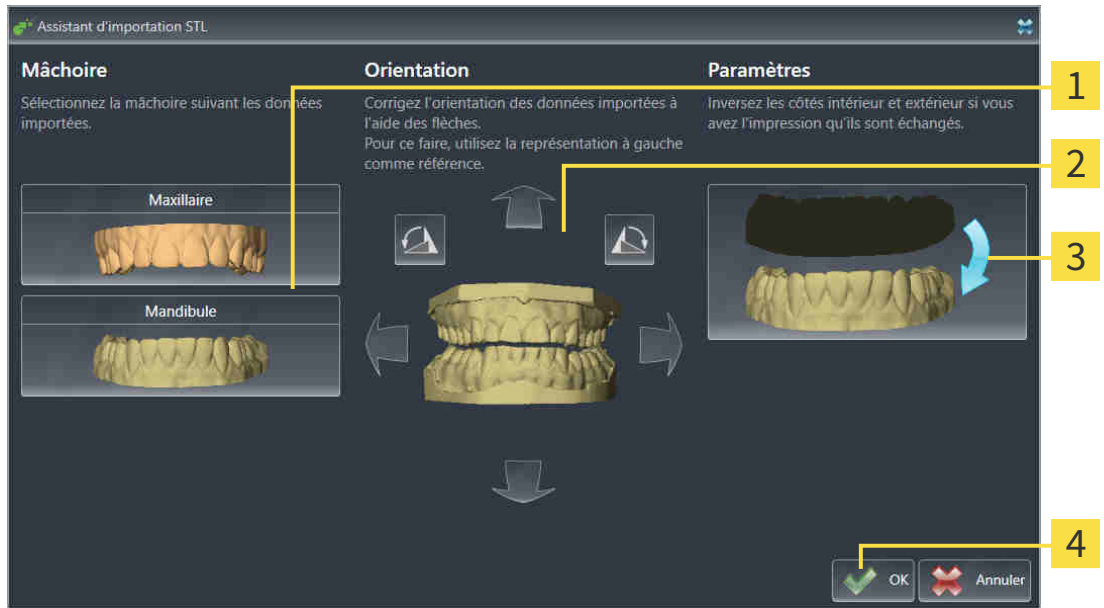 Assistant d'importation STL
Mâchoire
Sélectionnez la mâchoire suivant les données
importées.
Maxillaire
Mandibule
Orientation
Corrigez l'orientation des données importées à
l'aide des flèches.
Pour ce faire, utilisez la représentation à gauche
comme référence.
Paramètres
Inversez les côtés intérieur et extérieur si vous
avez l'impression qu'ils sont échangés.
OK
Annuler
1
2
3
4